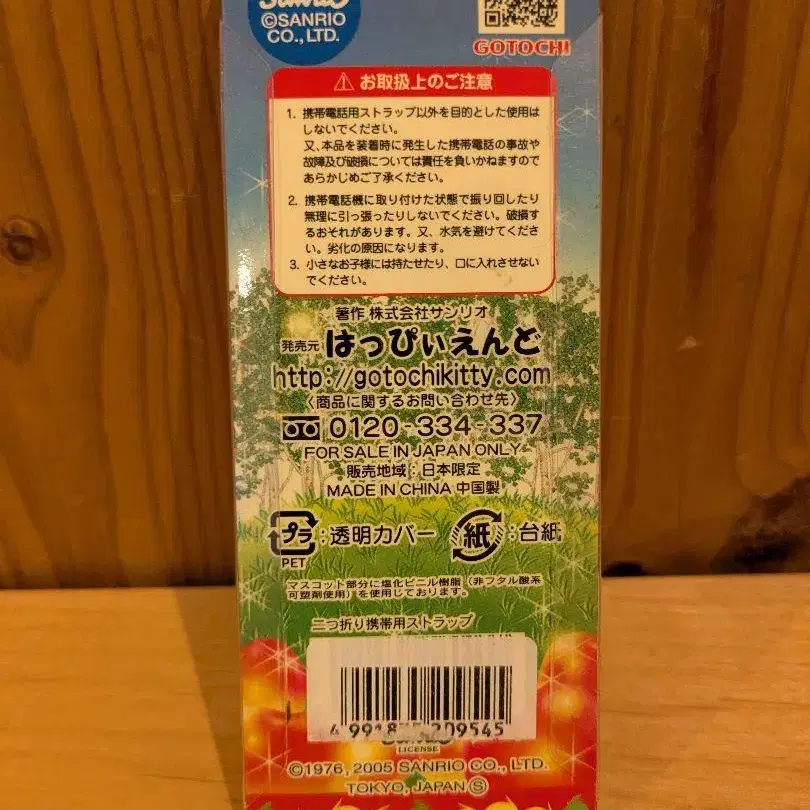 Sanrio
©SANRIO
CO., LTD.
GOTOCHI
お取扱上のご注意
1. 携帯電話用ストラップ以外を目的とした使用は
しないでください。
又、本品を装着時に発生した携帯電話の事故や
故障及び破損については責任を負いかねますので
あらかじめご了承ください。
2. 携帯電話機に取り付けた状態で振り回したり
無理に引っ張ったりしないでください。破損す
るおそれがあります。又、水気を避けてくださ
い。劣化の原因になります。
3. 小さなお子様には持たせたり、口に入れさせない
でください。
著作 株式会社サンリオ
発売元 はっぴぃえんど
http://gotochikitty.com
〈商品に関するお問い合わせ先〉
0120-334-337
FOR SALE IN JAPAN ONLY
販売地域:日本限定
MADE IN CHINA 中国製
プラ:透明カバー 紙:台紙
PET
マスコット部分に塩化ビニル樹脂(非フタル酸系
可塑剤使用)を使用しております。
二つ折り携帯用ストラップ
Sanrio
LICENSE
©1976, 2005 SANRIO CO., LTD.
TOKYO, JAPAN Ⓢ